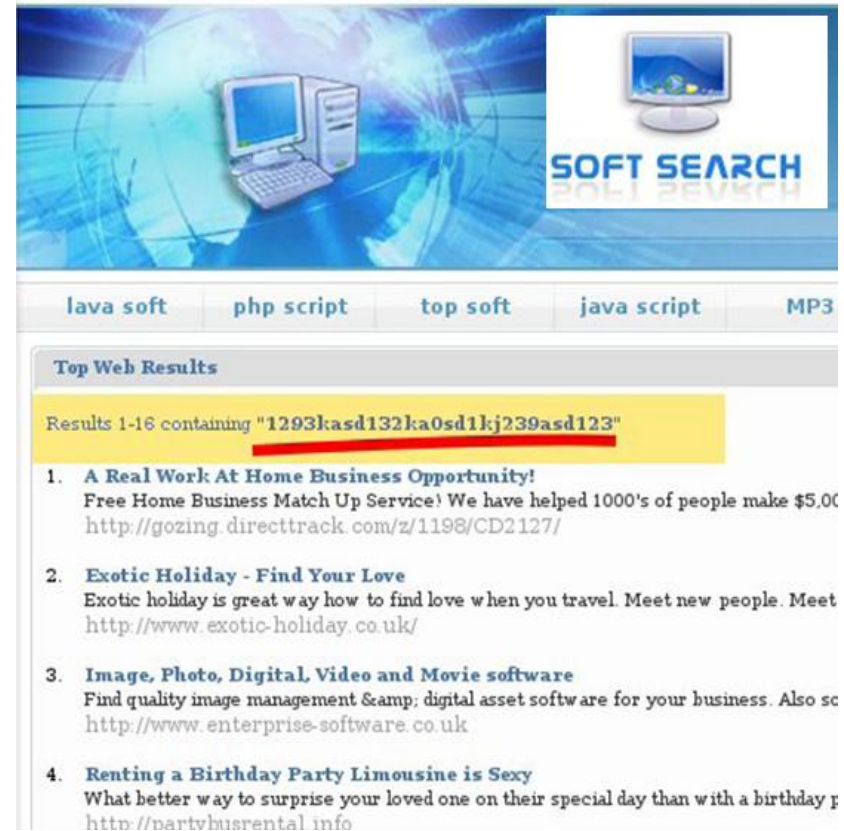 SOFT SEARCH
lava soft php script top soft java script MP3
Top Web Results
Results 1-16 containing "1293kasd132ka0sd1kj239asd123"
1. A Real Work At Home Business Opportunity!
Free Home Business Match Up Service! We have helped 1000's of people make $5,00
http://gozing.directtrack.com/z/1198/CD2127/
2. Exotic Holiday - Find Your Love
Exotic holiday is great way how to find love when you travel. Meet new people. Meet
http://www.exotic-holiday.co.uk/
3. Image, Photo, Digital, Video and Movie software
Find quality image management &amp; digital asset software for your business. Also sc
http://www.enterprise-software.co.uk
4. Renting a Birthday Party Limousine is Sexy
What better way to surprise your loved one on their special day than with a birthday p
http://partybusrental.info